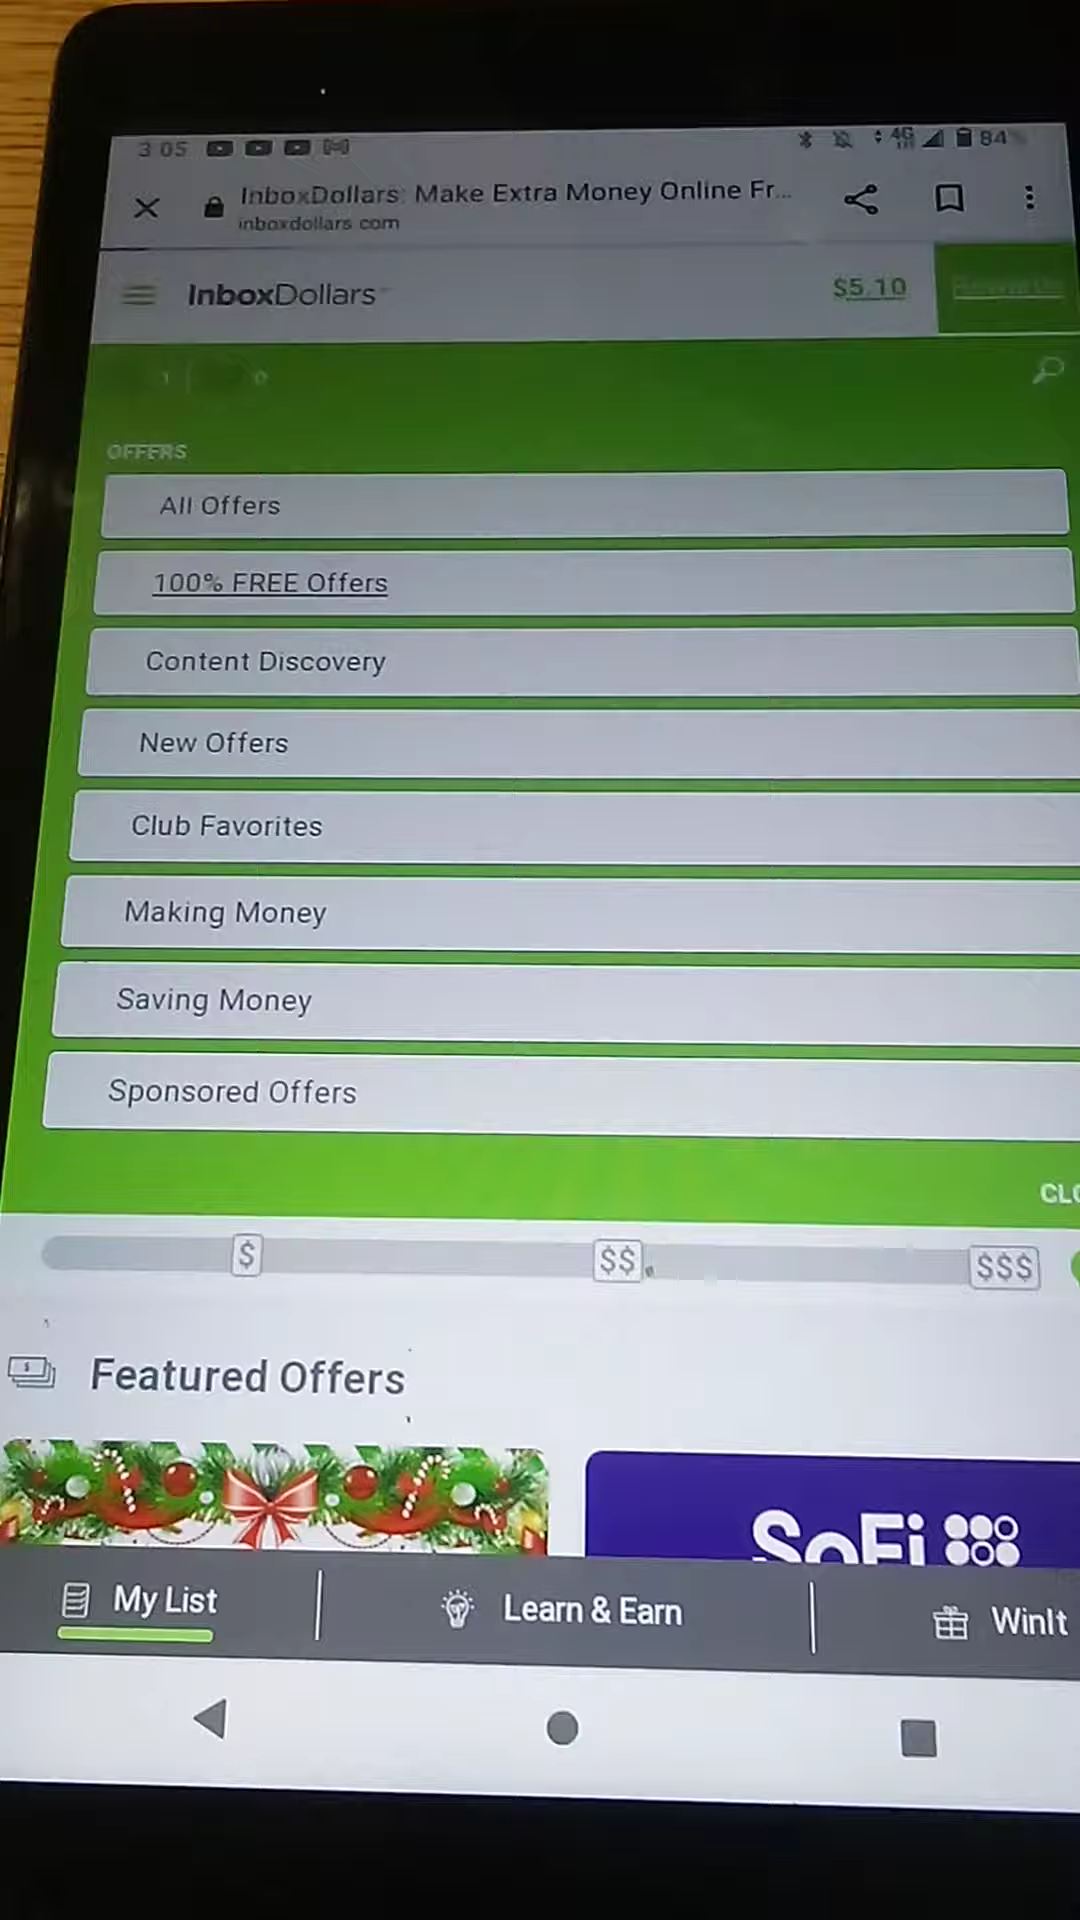 3 05
84
InboxDollars: Make Extra Money Online Fr...
inboxdollars.com
InboxDollars
$5.10
OFFERS
All Offers
100% FREE Offers
Content Discovery
New Offers
Club Favorites
Making Money
Saving Money
Sponsored Offers
CLO
$
$$
$$$
Featured Offers
SoFi
My List
Learn & Earn
WinIt